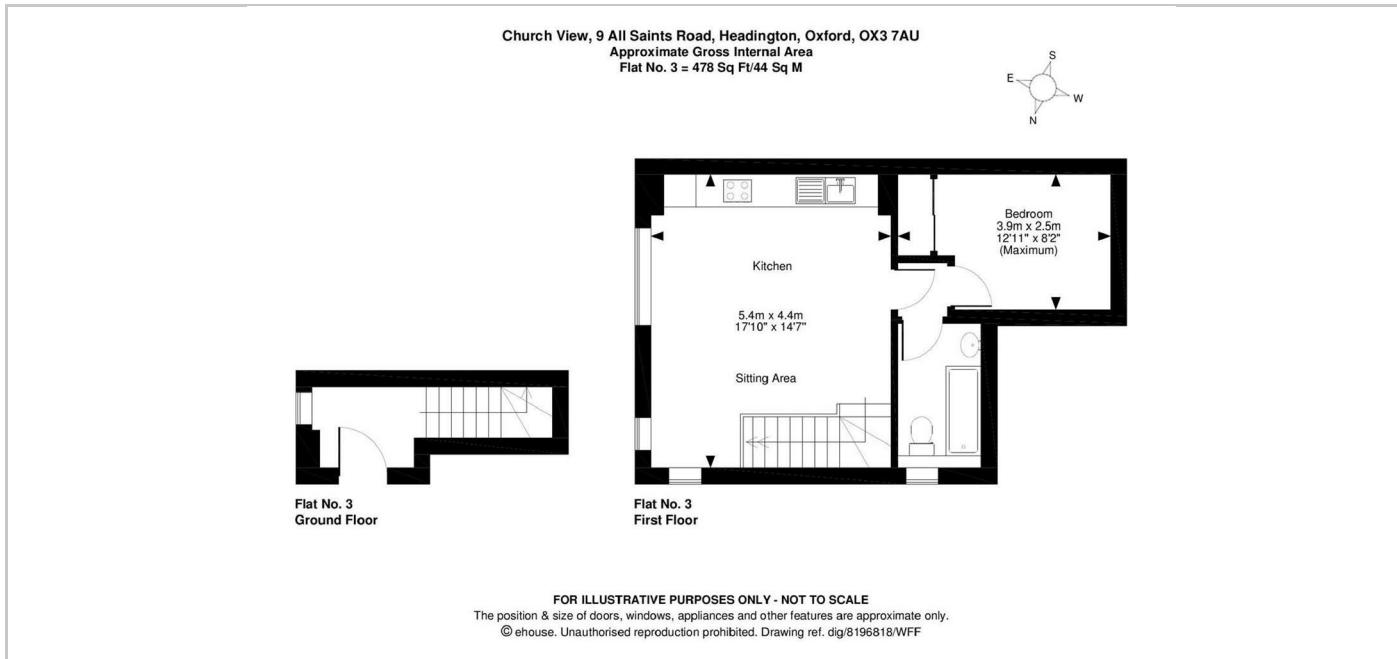 Church View, 9 All Saints Road, Headington, Oxford, OX3 7AU
Approximate Gross Internal Area
Flat No. 3 = 478 Sq Ft/44 Sq M
S
E
W
N
Bedroom
3.9m x 2.5m
12'11" x 8'2"
(Maximum)
Kitchen
5.4m x 4.4m
17'10" x 14'7"
Sitting Area
Flat No. 3
Ground Floor
Flat No. 3
First Floor
FOR ILLUSTRATIVE PURPOSES ONLY - NOT TO SCALE
The position & size of doors, windows, appliances and other features are approximate only.
© ehouse. Unauthorised reproduction prohibited. Drawing ref. dig/8196818/WFF